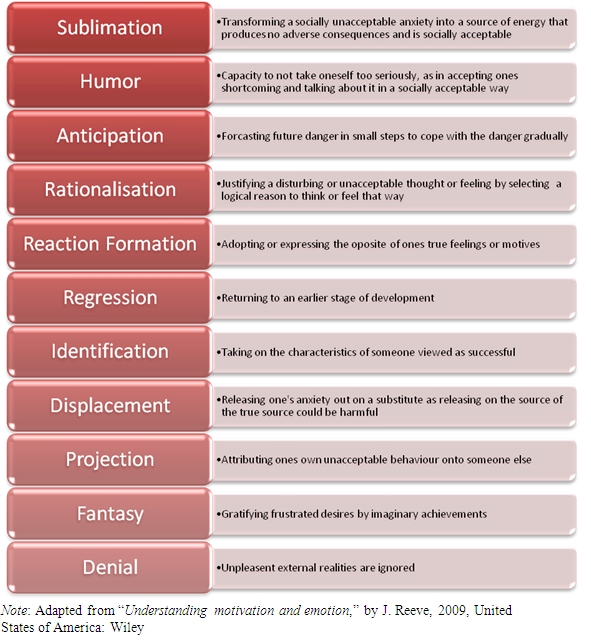 Sublimation
•Transforming a socially unacceptable anxiety into a source of energy that
produces no adverse consequences and is socially acceptable
Humor
•Capacity to not take oneself too seriously, as in accepting ones
shortcoming and talking about it in a socially acceptable way
Anticipation
•Forcasting future danger in small steps to cope with the danger gradually
Rationalisation
•Justifying a disturbing or unacceptable thought or feeling by selecting a
logical reason to think or feel that way
Reaction Formation
•Adopting or expressing the oposite of ones true feelings or motives
Regression
•Returning to an earlier stage of development
Identification
•Taking on the characteristics of someone viewed as successful
Displacement
•Releasing one's anxiety out on a substitute as releasing on the source of
the true source could be harmful
Projection
•Attributing ones own unacceptable behaviour onto someone else
Fantasy
•Gratifying frustrated desires by imaginary achievements
Denial
•Unpleasent external realities are ignored
Note: Adapted from “Understanding motivation and emotion,” by J. Reeve, 2009, United
States of America: Wiley